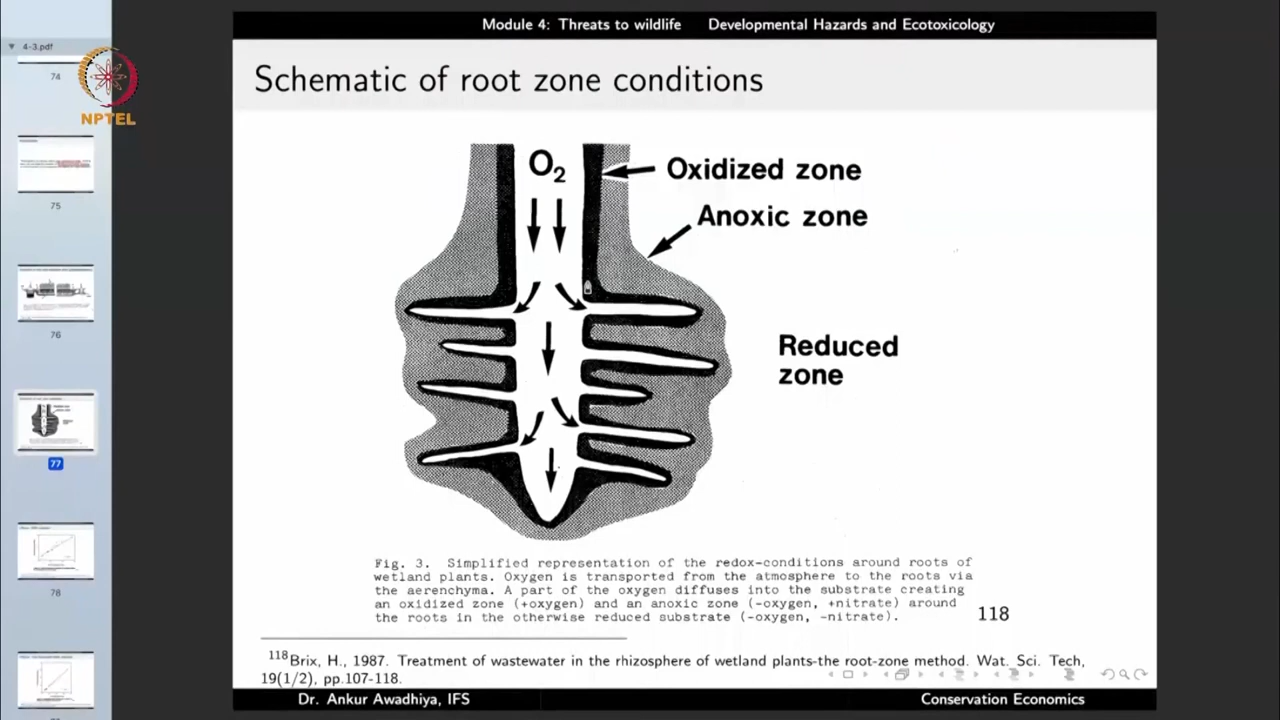 Module 4: Threats to wildlife Developmental Hazards and Ecotoxicology
4-3.pdf
74
NPTEL
75
76
77
78
Schematic of root zone conditions
O2
Oxidized zone
Anoxic zone
Reduced
zone
Fig. 3. Simplified representation of the redox-conditions around roots of
wetland plants. Oxygen is transported from the atmosphere to the roots via
the aerenchyma. A part of the oxygen diffuses into the substrate creating
an oxidized zone (+oxygen) and an anoxic zone (-oxygen, +nitrate) around
the roots in the otherwise reduced substrate (-oxygen, -nitrate).
118
118Brix, H., 1987. Treatment of wastewater in the rhizosphere of wetland plants-the root-zone method. Wat. Sci. Tech,
19(1/2), pp.107-118.
Dr. Ankur Awadhiya, IFS Conservation Economics